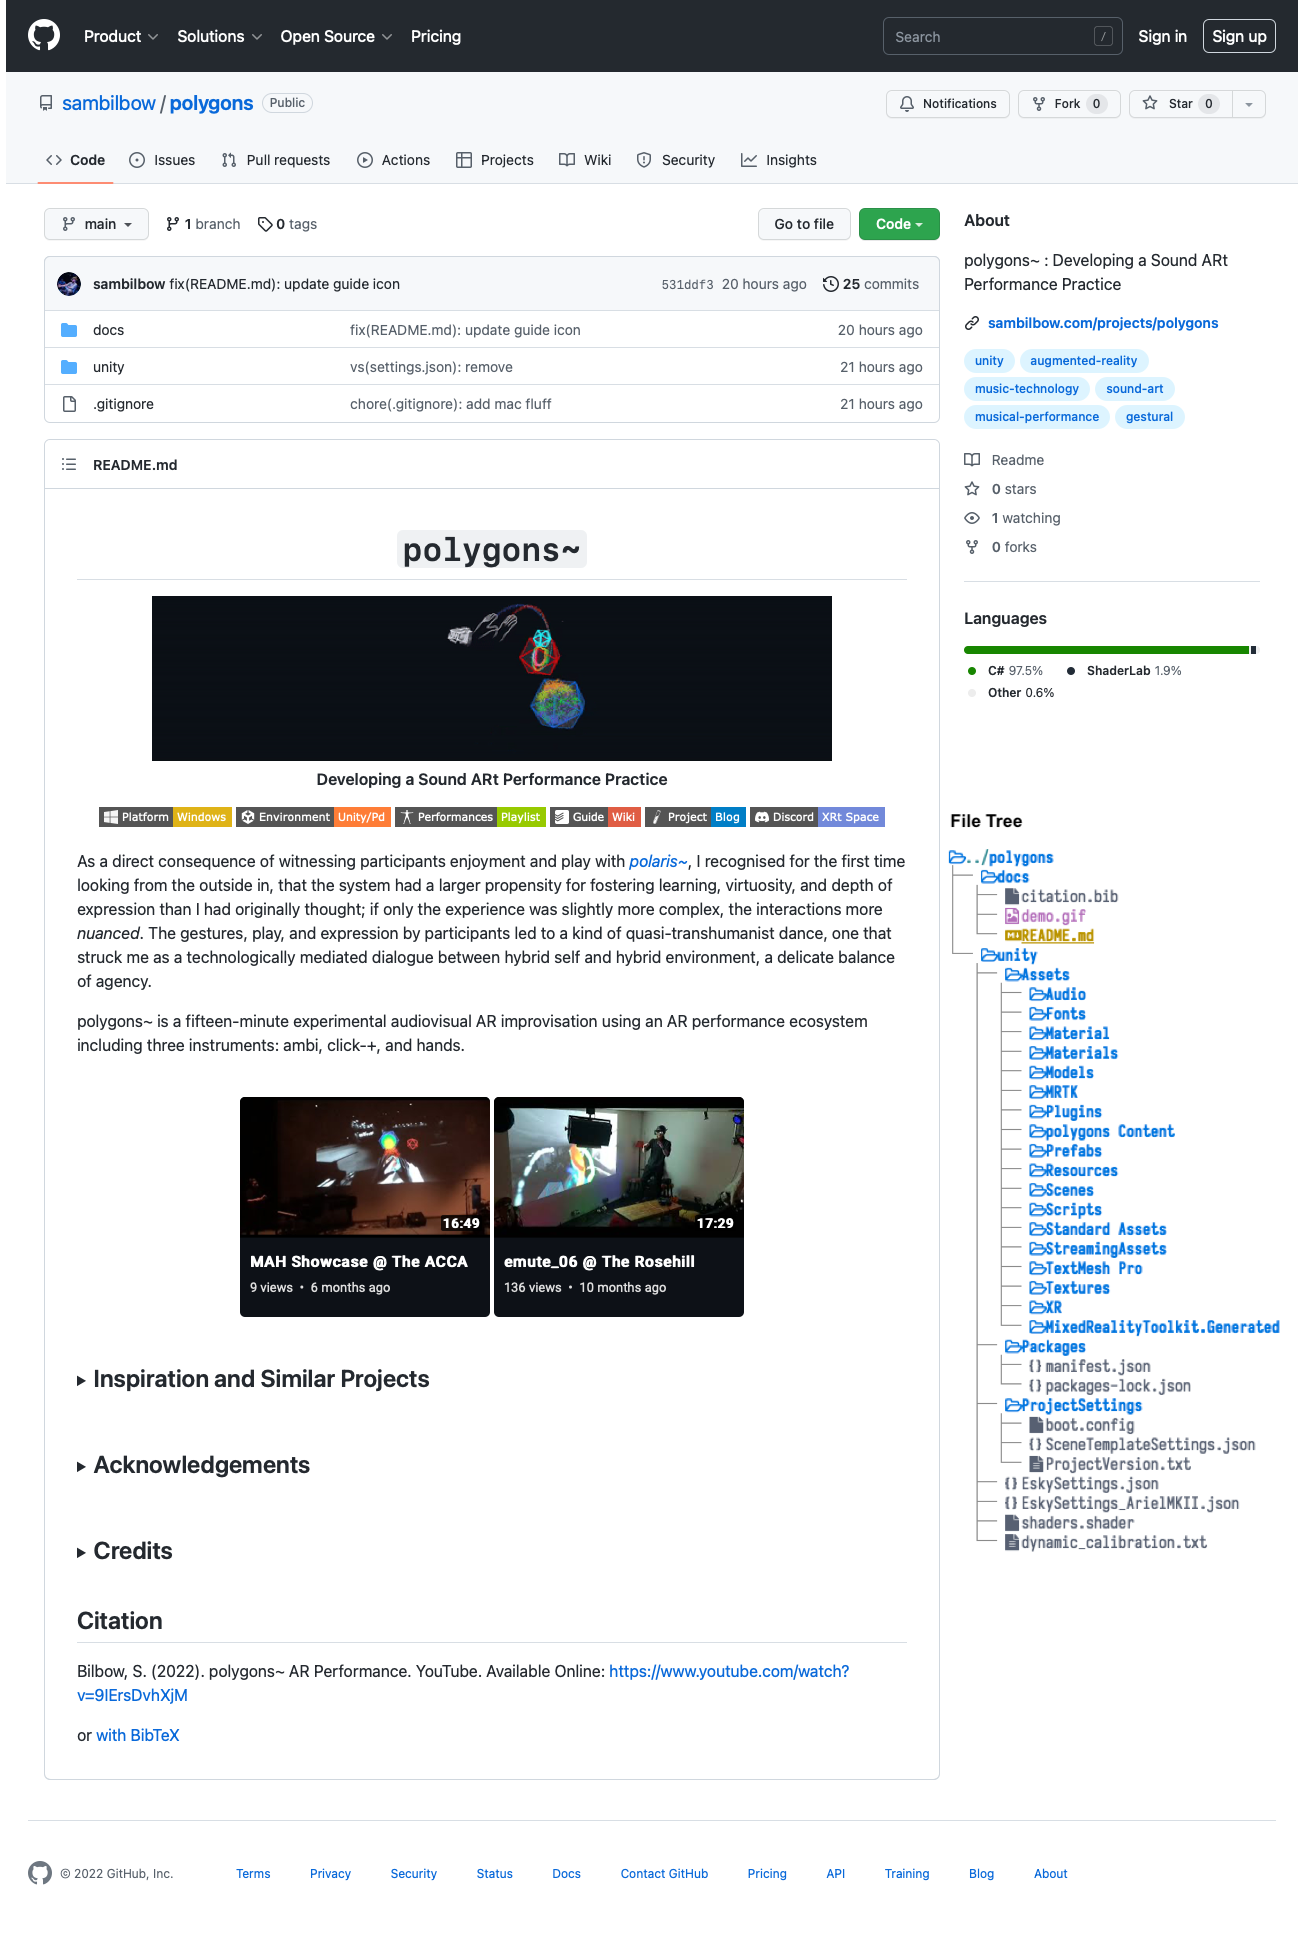 Product Solutions Open Source Pricing Search / Sign in Sign up
sambilbow / polygons Public Notifications Fork 0 Star 0
Code Issues Pull requests Actions Projects Wiki Security Insights
main 1 branch 0 tags Go to file Code
sambilbow fix(README.md): update guide icon 531ddf3 20 hours ago 25 commits
docs fix(README.md): update guide icon 20 hours ago
unity vs(settings.json): remove 21 hours ago
.gitignore chore(.gitignore): add mac fluff 21 hours ago
README.md
polygons~
Developing a Sound ARt Performance Practice
Platform Windows Environment Unity/Pd Performances Playlist Guide Wiki Project Blog Discord XRt Space
As a direct consequence of witnessing participants enjoyment and play with polaris~, I recognised for the first time
looking from the outside in, that the system had a larger propensity for fostering learning, virtuosity, and depth of
expression than I had originally thought; if only the experience was slightly more complex, the interactions more
nuanced. The gestures, play, and expression by participants led to a kind of quasi-transhumanist dance, one that
struck me as a technologically mediated dialogue between hybrid self and hybrid environment, a delicate balance
of agency.
polygons~ is a fifteen-minute experimental audiovisual AR improvisation using an AR performance ecosystem
including three instruments: ambi, click-+, and hands.
16:49
MAH Showcase @ The ACCA
9 views • 6 months ago
17:29
emute_06 @ The Rosehill
136 views • 10 months ago
Inspiration and Similar Projects
Acknowledgements
Credits
Citation
Bilbow, S. (2022). polygons~ AR Performance. YouTube. Available Online: https://www.youtube.com/watch?
v=9IErsDvhXjM
or with BibTeX
About
polygons~ : Developing a Sound ARt
Performance Practice
sambilbow.com/projects/polygons
unity augmented-reality
music-technology sound-art
musical-performance gestural
Readme
0 stars
1 watching
0 forks
Languages
C# 97.5% ShaderLab 1.9%
Other 0.6%
File Tree
../polygons
docs
citation.bib
demo.gif
README.md
unity
Assets
Audio
Fonts
Material
Materials
Models
MRTK
Plugins
polygons Content
Prefabs
Resources
Scenes
Scripts
Standard Assets
StreamingAssets
TextMesh Pro
Textures
XR
MixedRealityToolkit.Generated
Packages
{} manifest.json
{} packages-lock.json
ProjectSettings
boot.config
{} SceneTemplateSettings.json
ProjectVersion.txt
{} EskySettings.json
{} EskySettings_ArielMKII.json
shaders.shader
dynamic_calibration.txt
© 2022 GitHub, Inc. Terms Privacy Security Status Docs Contact GitHub Pricing API Training Blog About